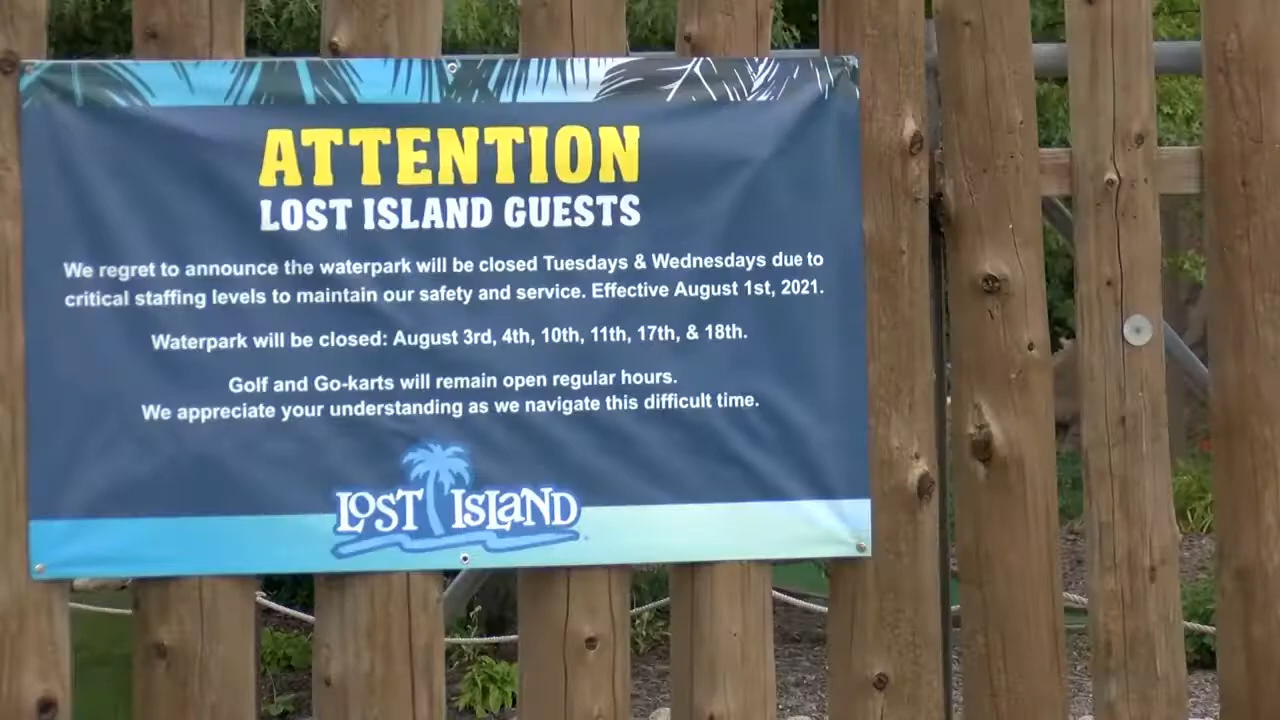 ATTENTION
LOST ISLAND GUESTS
We regret to announce the waterpark will be closed Tuesdays & Wednesdays due to
critical staffing levels to maintain our safety and service. Effective August 1st, 2021.
Waterpark will be closed: August 3rd, 4th, 10th, 11th, 17th, & 18th.
Golf and Go-karts will remain open regular hours.
We appreciate your understanding as we navigate this difficult time.
LOST ISLAND